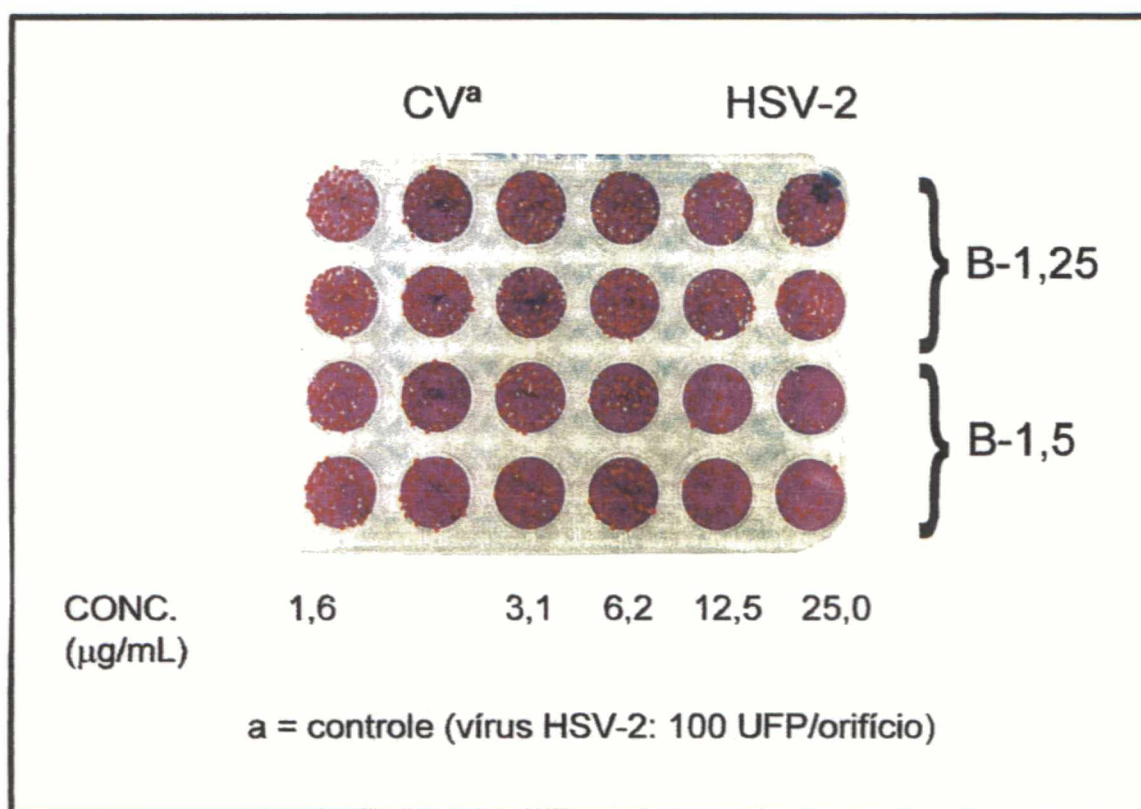 CVª HSV-2
B-1,25
B-1,5
CONC. 1,6 3,1 6,2 12,5 25,0
(μg/mL)
a = controle (vírus HSV-2: 100 UFP/orifício)